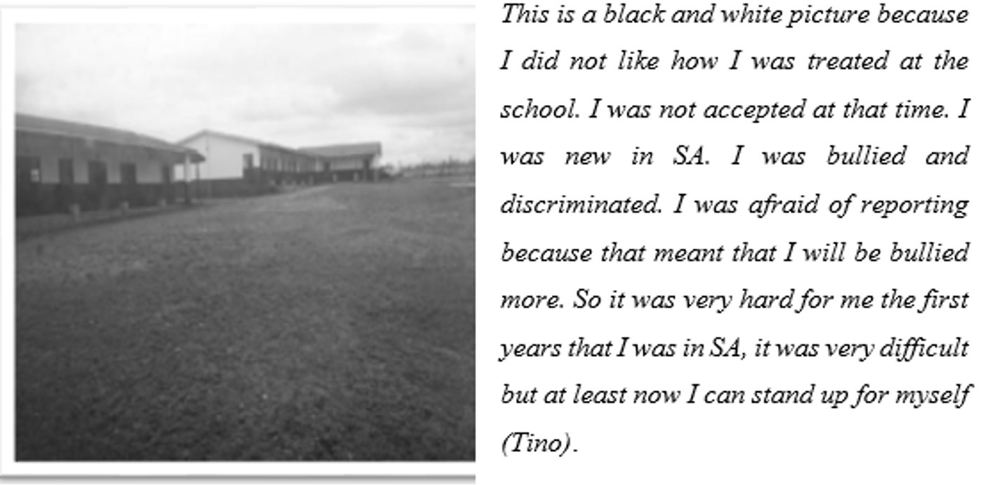 This is a black and white picture because
I did not like how I was treated at the
school. I was not accepted at that time. I
was new in SA. I was bullied and
discriminated. I was afraid of reporting
because that meant that I will be bullied
more. So it was very hard for me the first
years that I was in SA, it was very difficult
but at least now I can stand up for myself
(Tino).